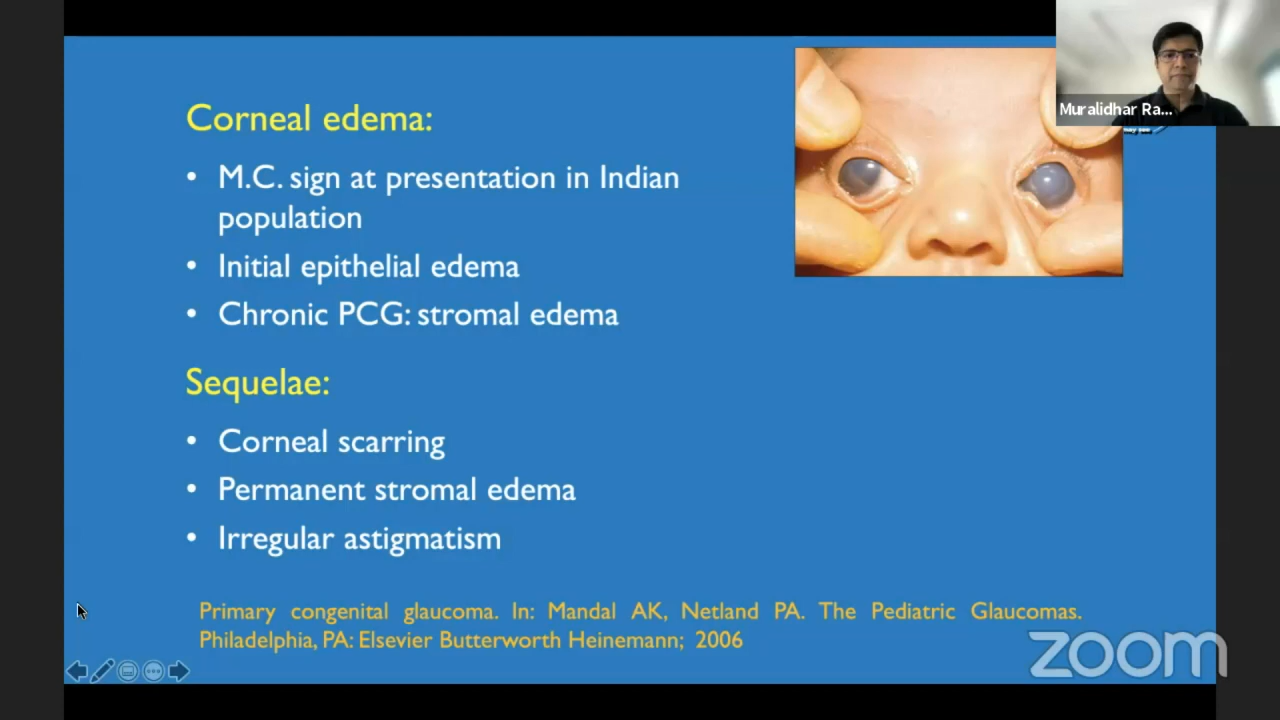 Muralidhar Ra...
Corneal edema:
• M.C. sign at presentation in Indian
population
• Initial epithelial edema
• Chronic PCG: stromal edema
Sequelae:
• Corneal scarring
• Permanent stromal edema
• Irregular astigmatism
Primary congenital glaucoma. In: Mandal AK, Netland PA. The Pediatric Glaucomas.
Philadelphia, PA: Elsevier Butterworth Heinemann; 2006
zoom